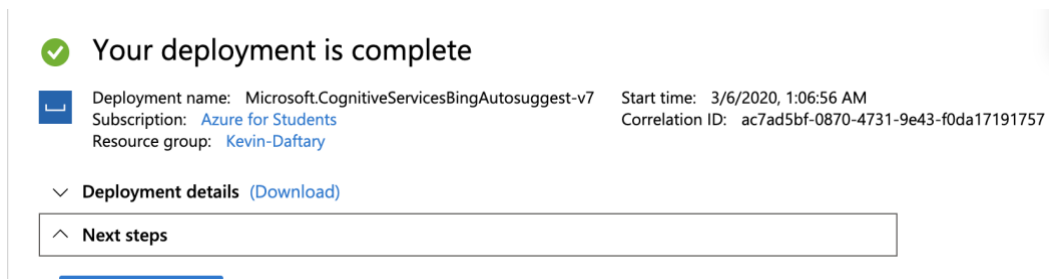 Your deployment is complete
Deployment name: Microsoft.CognitiveServicesBingAutosuggest-v7 Start time: 3/6/2020, 1:06:56 AM
Subscription: Azure for Students Correlation ID: ac7ad5bf-0870-4731-9e43-f0da17191757
Resource group: Kevin-Daftary
Deployment details (Download)
Next steps